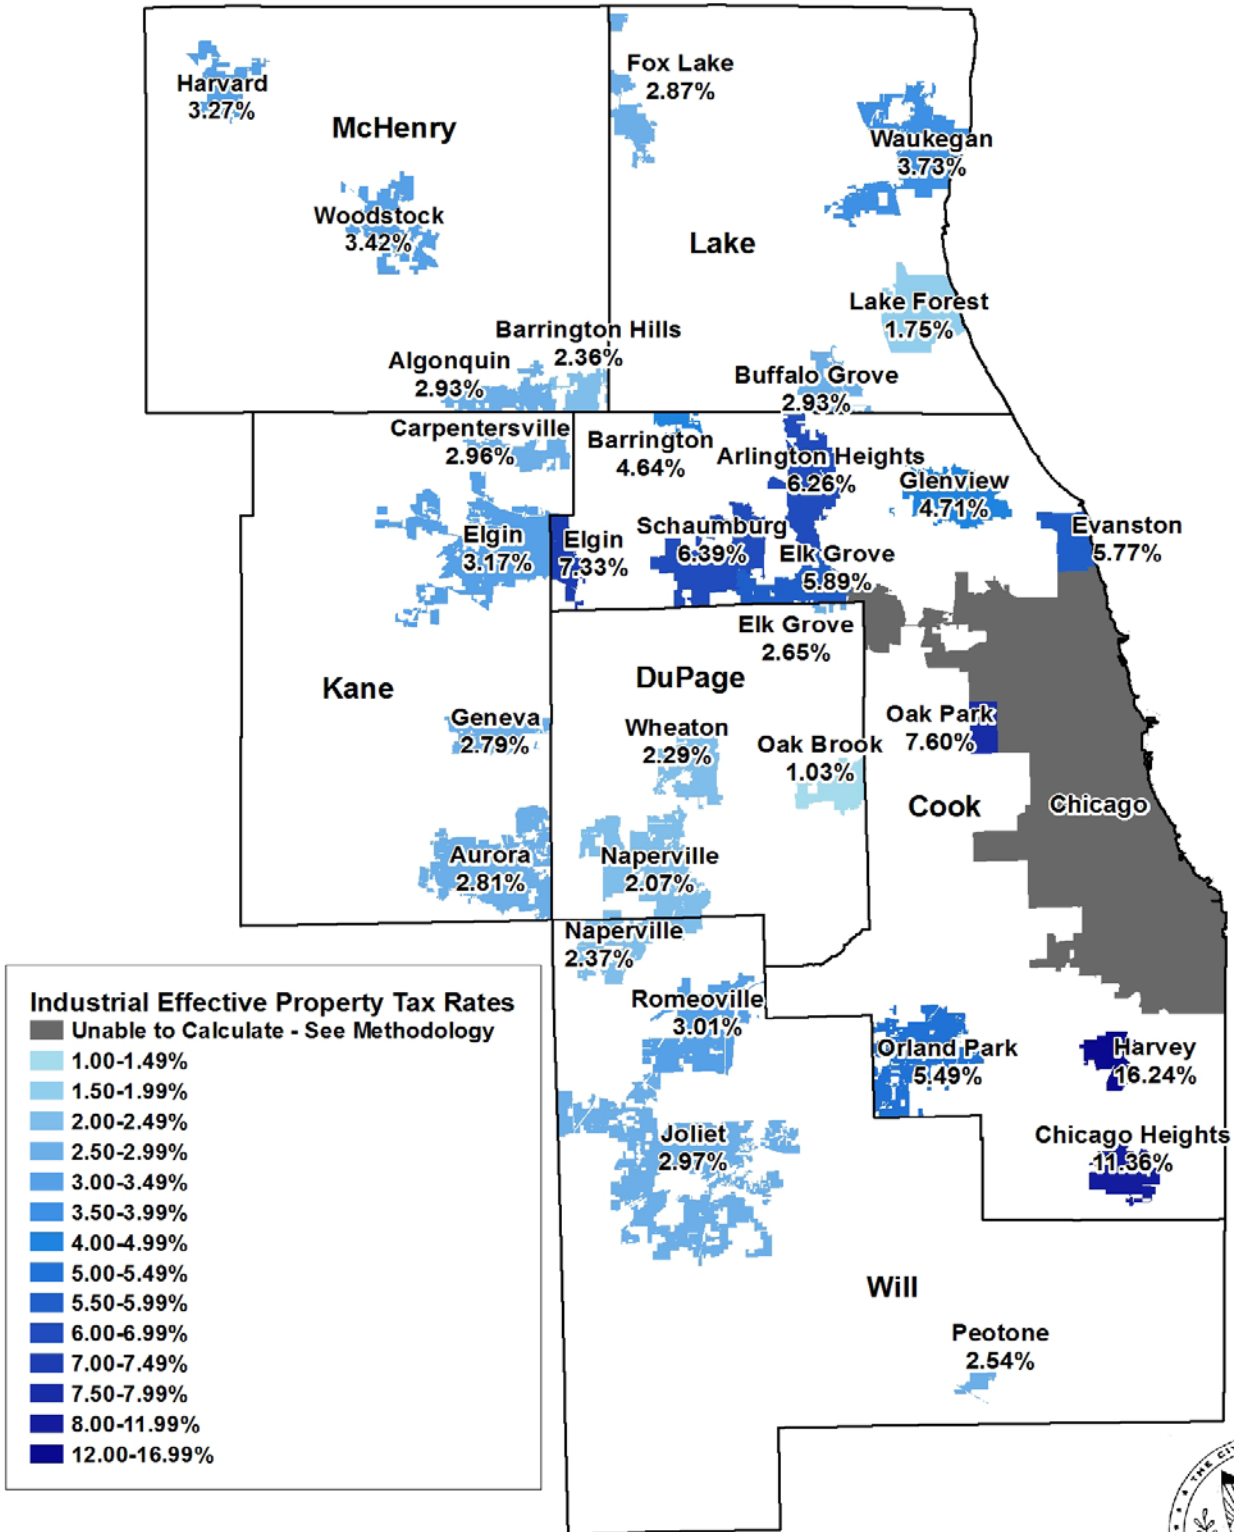 Harvard
3.27%
McHenry
Fox Lake
2.87%
Waukegan
3.73%
Woodstock
3.42%
Lake
Lake Forest
1.75%
Barrington Hills
2.36%
Algonquin
2.93%
Buffalo Grove
2.93%
Carpentersville
2.96%
Barrington
4.64%
Arlington Heights
6.26%
Glenview
4.71%
Elgin
3.17%
Elgin
7.33%
Schaumburg
6.39%
Elk Grove
5.89%
Evanston
5.77%
Elk Grove
2.65%
Kane
DuPage
Geneva
2.79%
Wheaton
2.29%
Oak Brook
1.03%
Oak Park
7.60%
Cook
Chicago
Aurora
2.81%
Naperville
2.07%
Naperville
2.37%
Romeoville
3.01%
Orland Park
5.49%
Harvey
16.24%
Joliet
2.97%
Chicago Heights
11.36%
Will
Peotone
2.54%
Industrial Effective Property Tax Rates
Unable to Calculate - See Methodology
1.00-1.49%
1.50-1.99%
2.00-2.49%
2.50-2.99%
3.00-3.49%
3.50-3.99%
4.00-4.99%
5.00-5.49%
5.50-5.99%
6.00-6.99%
7.00-7.49%
7.50-7.99%
8.00-11.99%
12.00-16.99%
THE CI